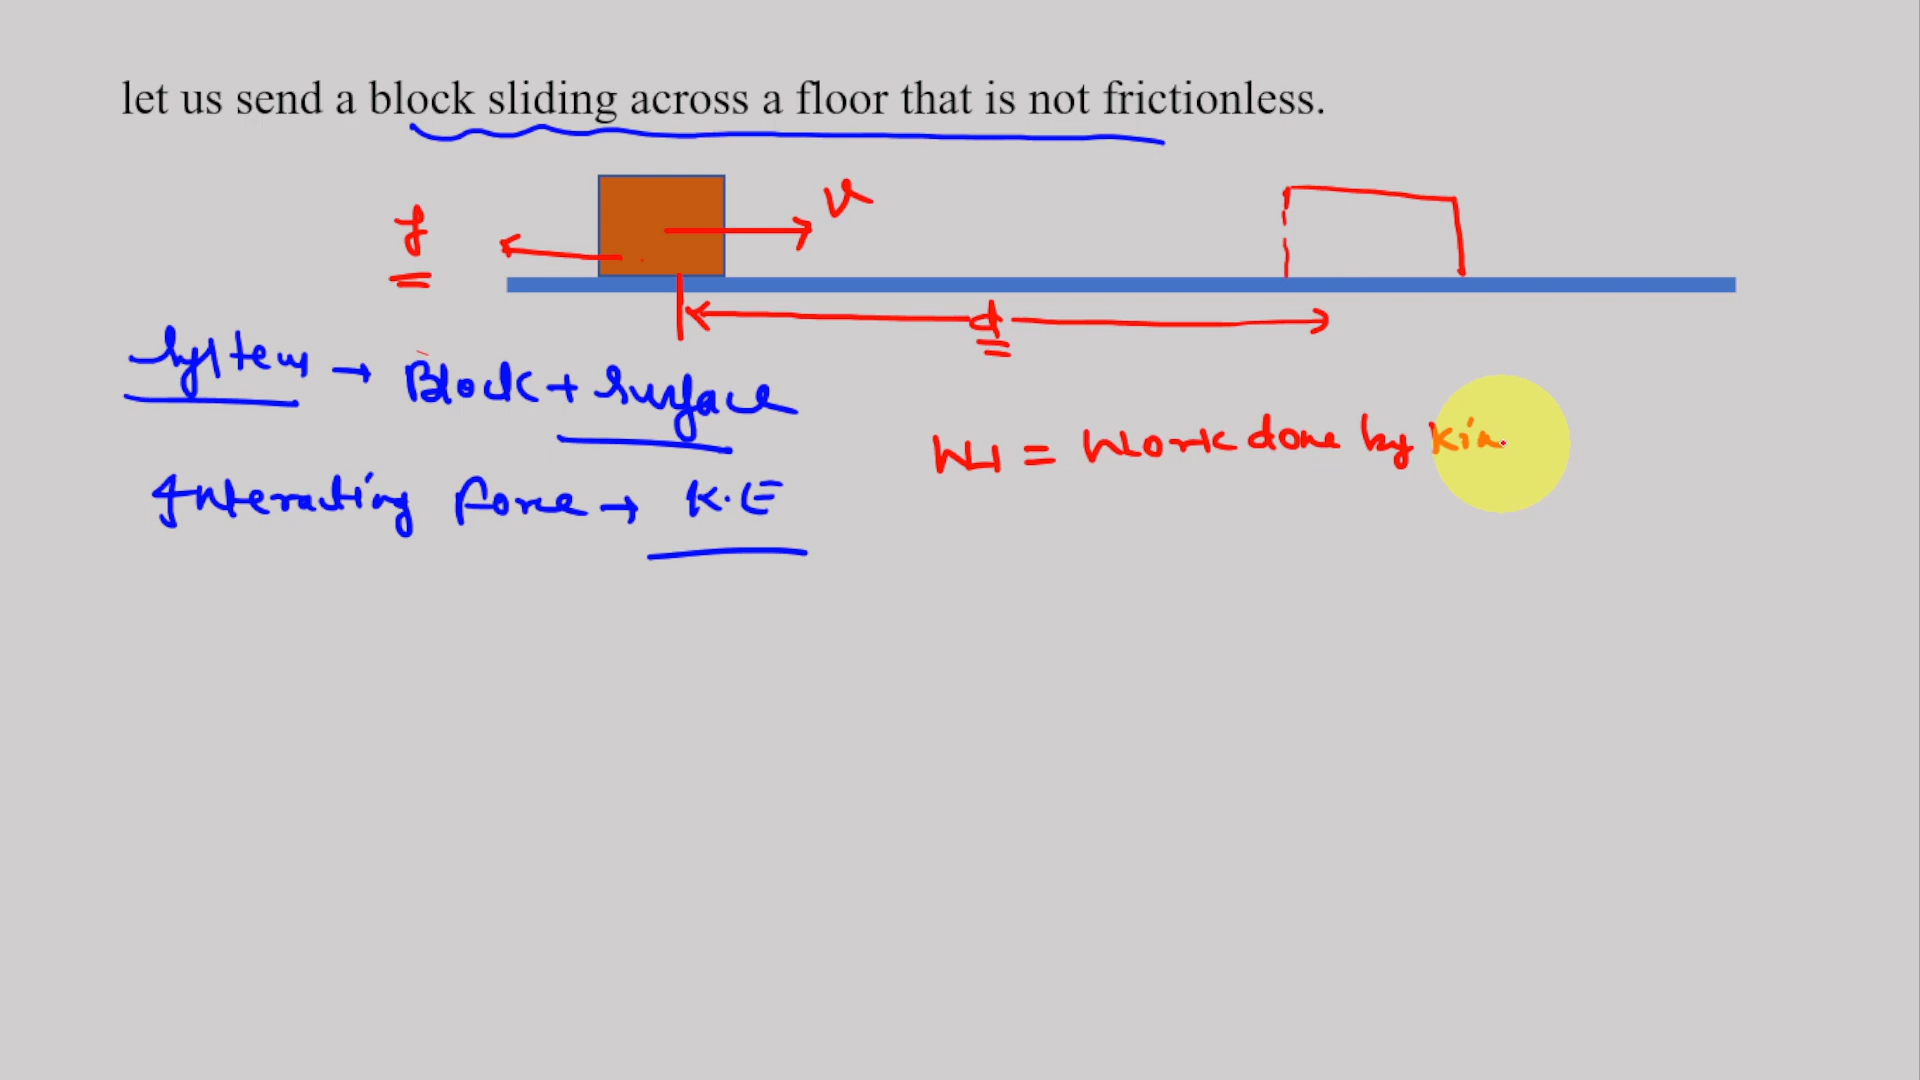 let us send a block sliding across a floor that is not frictionless.
v
f
d
System → Block + Surface
W1 = Work done by kin
Interacting force → K.E